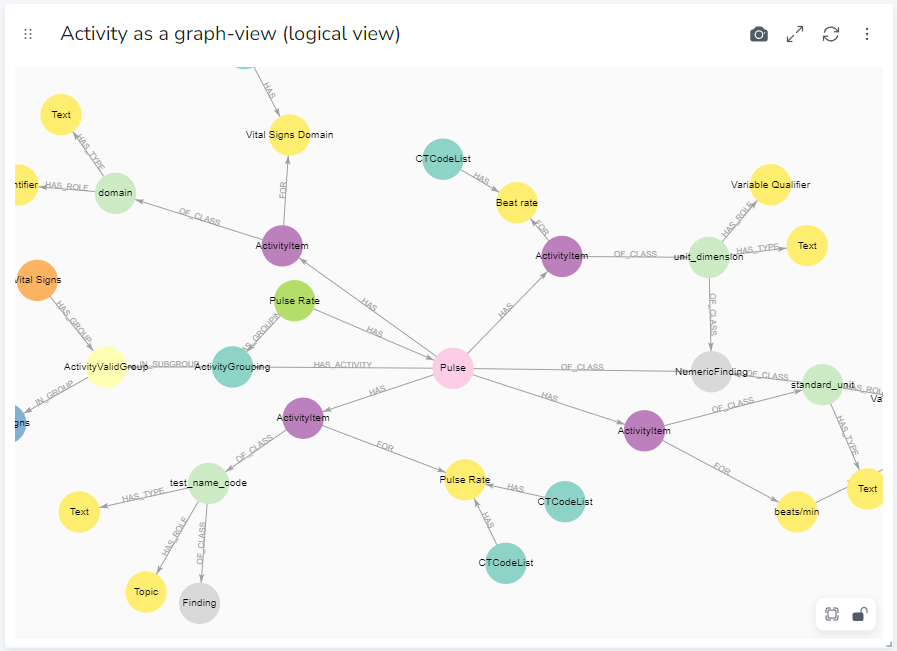 Activity as a graph-view (logical view)
HAS
Text
Vital Signs Domain
HAS_TYPE
CTCodeList
HAS
ntifier
HAS_ROLE
domain
FOR
Beat rate
Variable Qualifier
OF_CLASS
FOR
HAS_ROLE
ActivityItem
ActivityItem
OF_CLASS
unit_dimension
HAS_TYPE
Text
Vital Signs
Pulse Rate
HAS
HAS
OF_CLASS
HAS_GROUP
HAS
ActivityValidGroup
IN_SUBGROUP
ActivityGrouping
HAS_ACTIVITY
Pulse
OF_CLASS
NumericFinding
OF_CLASS
standard_unit
IN_GROUP
HAS
HAS
OF_CLASS
Va
gns
ActivityItem
ActivityItem
HAS_TYPE
OF_CLASS
FOR
FOR
test_name_code
Pulse Rate
HAS
CTCodeList
Text
HAS_TYPE
Text
beats/min
HAS_ROLE
OF_CLASS
HAS
CTCodeList
Topic
Finding